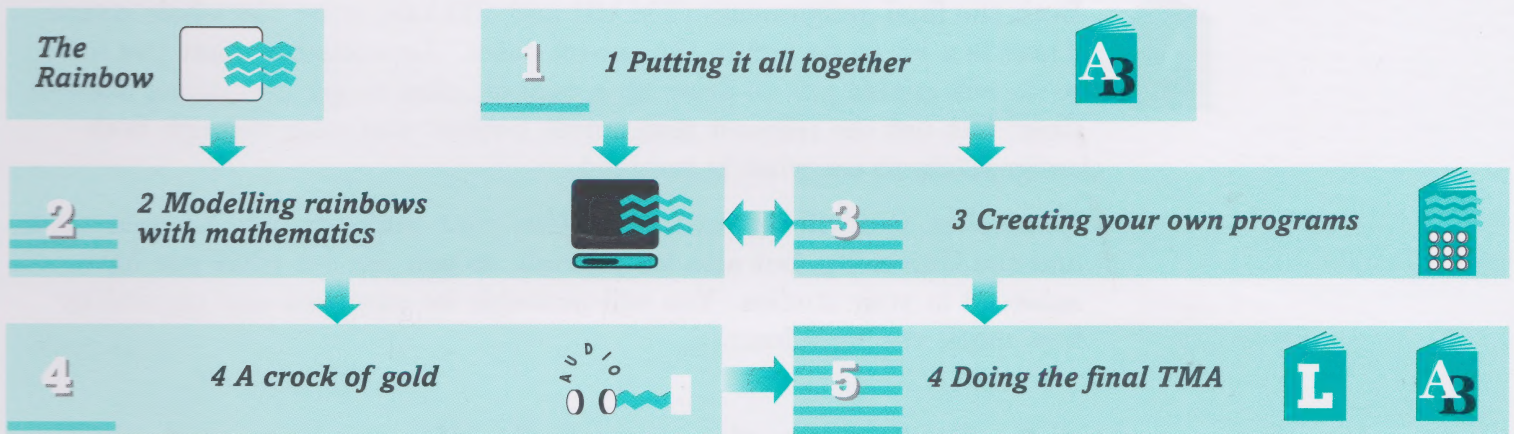 The
Rainbow
1
1 Putting it all together
AB
2
2 Modelling rainbows
with mathematics
3
3 Creating your own programs
4
4 A crock of gold
AUDIO
5
4 Doing the final TMA
L
AB